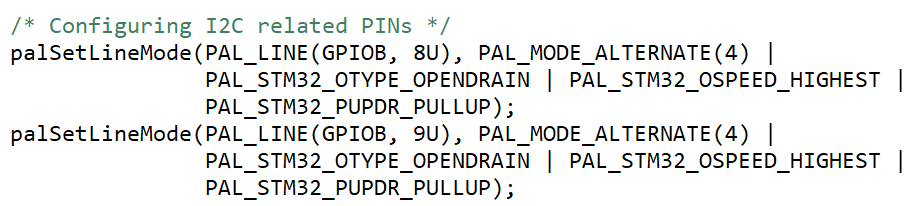 /* Configuring I2C related PINs */
palSetLineMode(PAL_LINE(GPIOB, 8U), PAL_MODE_ALTERNATE(4) |
               PAL_STM32_OTYPE_OPENDRAIN | PAL_STM32_OSPEED_HIGHEST |
               PAL_STM32_PUPDR_PULLUP);
palSetLineMode(PAL_LINE(GPIOB, 9U), PAL_MODE_ALTERNATE(4) |
               PAL_STM32_OTYPE_OPENDRAIN | PAL_STM32_OSPEED_HIGHEST |
               PAL_STM32_PUPDR_PULLUP);